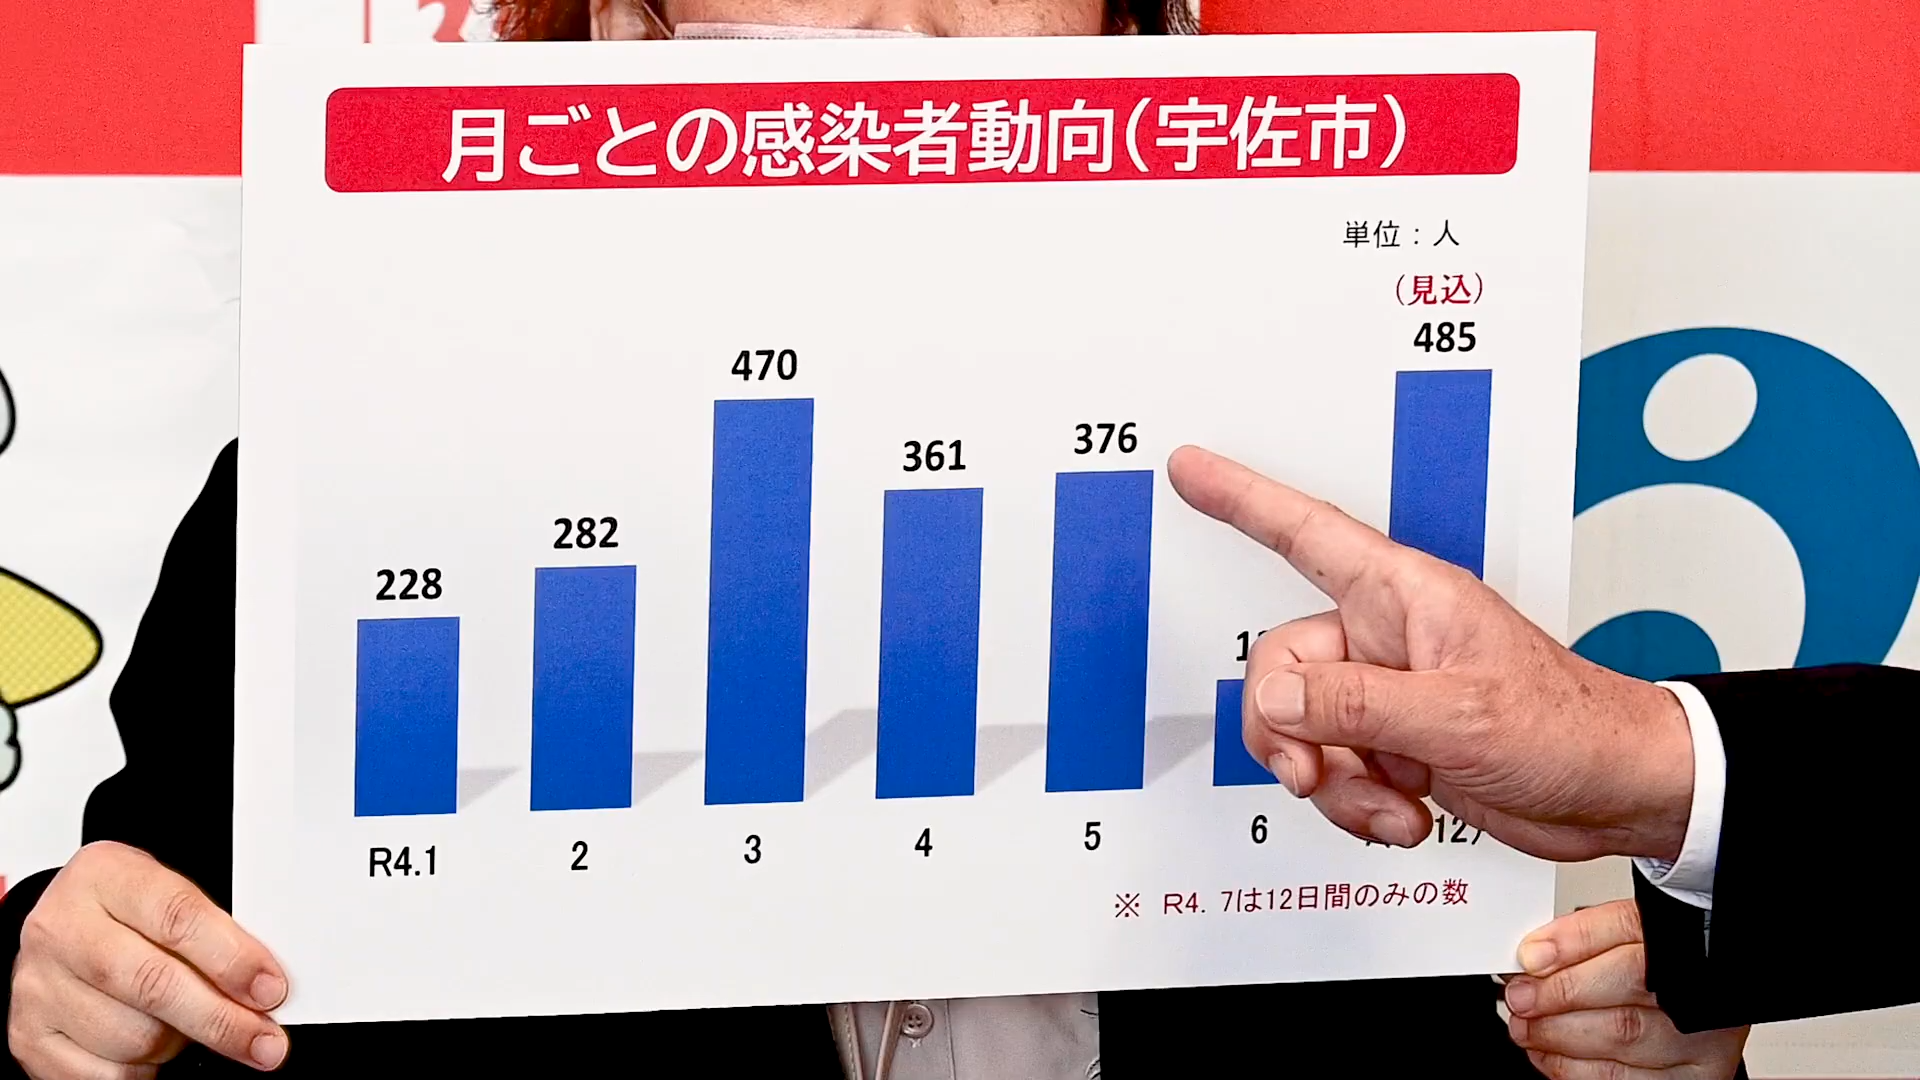 月ごとの感染者動向(宇佐市)
単位：人
(見込)
485
470
376
361
282
228
R4.1 2 3 4 5 6
※ R4. 7は12日間のみの数